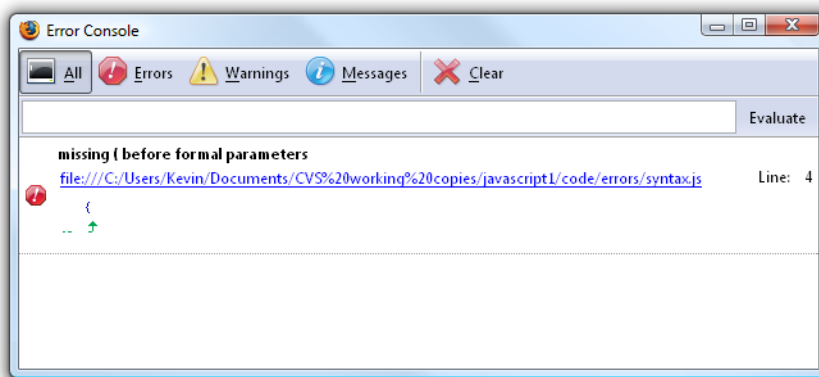 Error Console
All Errors Warnings Messages Clear
Evaluate
missing ( before formal parameters
file:///C:/Users/Kevin/Documents/CVS%20working%20copies/javascript1/code/errors/syntax.js Line: 4
{